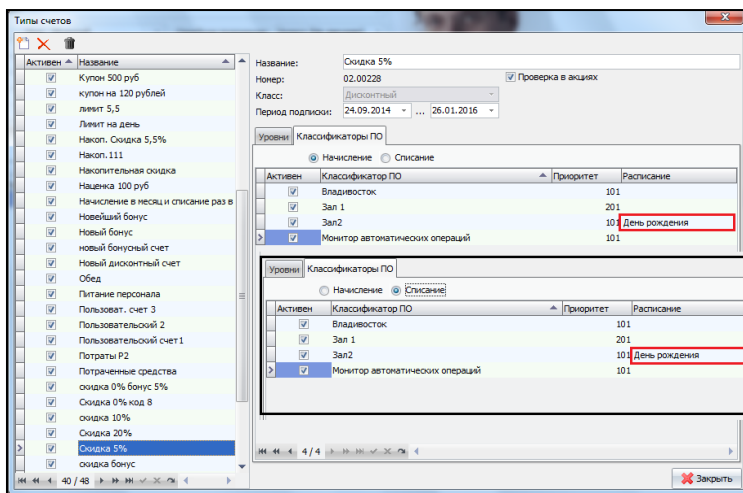 Типы счетов
Активен Название
Купон 500 руб
купон на 120 рублей
лимит 5,5
Лимит на день
Накоп. Скидка 5,5%
Накоп.111
Накопительная скидка
Наценка 100 руб
Начисление в месяц и списание раз в
Новейший бонус
Новый бонус
новый бонусный счет
Новый дисконтный счет
Обед
Питание персонала
Пользоват. счет 3
Пользовательский 2
Пользовательский счет1
Потраты Р2
Потраченные средства
скидка 0% бонус 5%
Скидка 0% код 8
скидка 10%
Скидка 20%
Скидка 5%
скидка бонус
40 / 48
Название: Скидка 5%
Номер: 02.00228 Проверка в акциях
Класс: Дисконтный
Период подписки: 24.09.2014 ... 26.01.2016
Уровни Классификаторы ПО
Начисление Списание
Активен Классификатор ПО Приоритет Расписание
Владивосток 101
Зал 1 201
Зал2 101 День рождения
Монитор автоматических операций 101
Уровни Классификаторы ПО
Начисление Списание
Активен Классификатор ПО Приоритет Расписание
Владивосток 101
Зал 1 201
Зал2 101 День рождения
Монитор автоматических операций 101
4 / 4
Закрыть